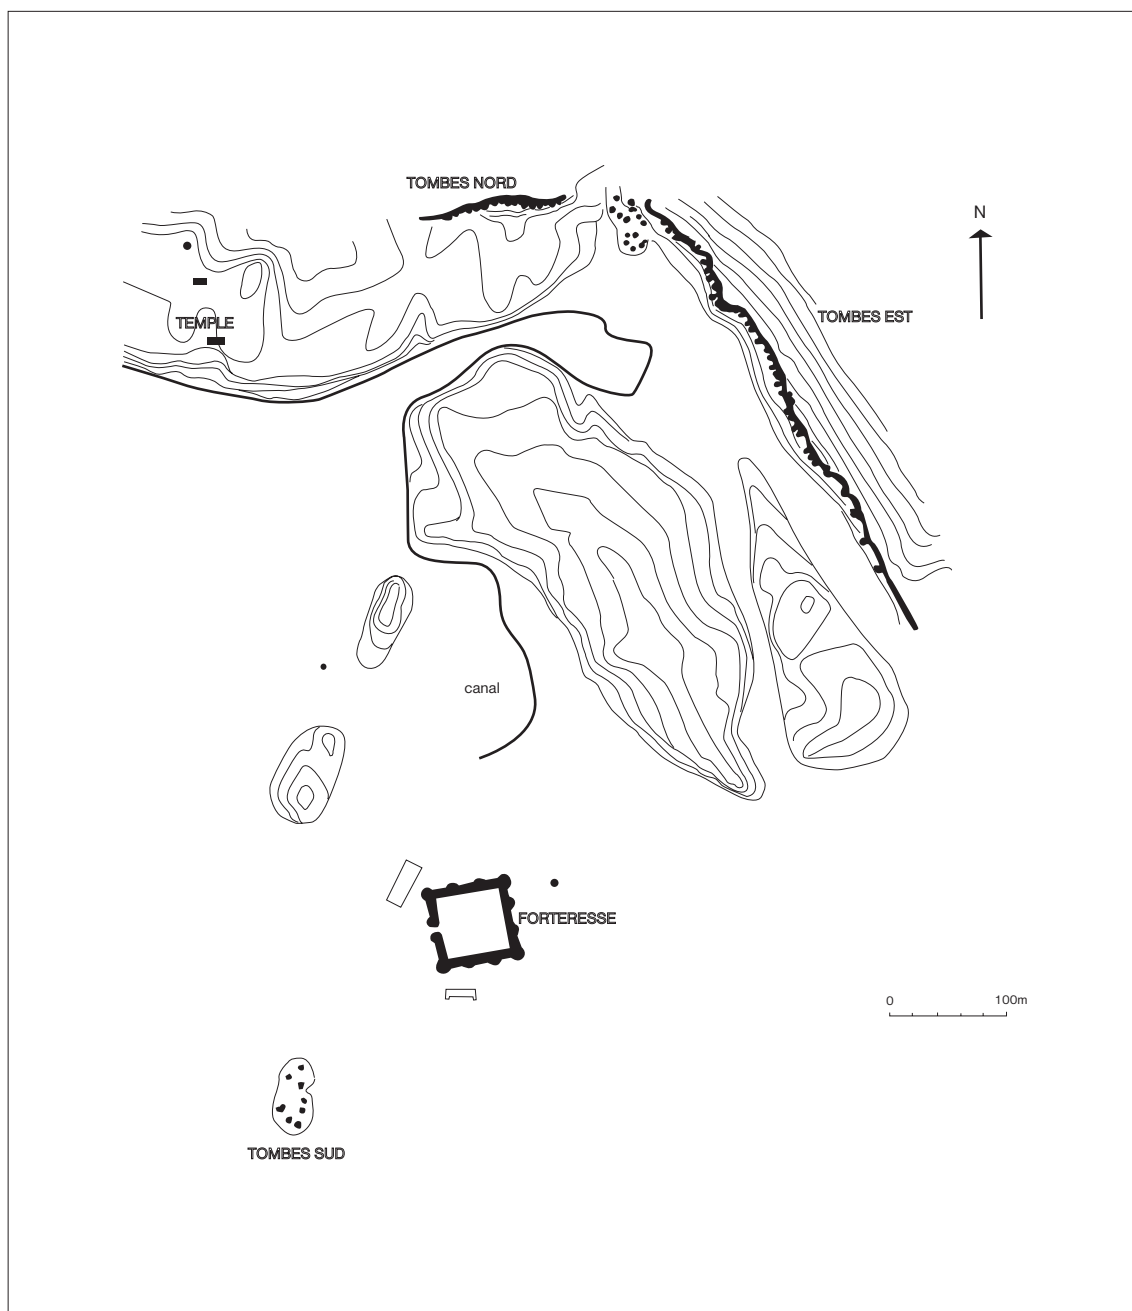 TOMBES NORD
N
TEMPLE
TOMBES EST
canal
FORTERESSE
0 100m
TOMBES SUD